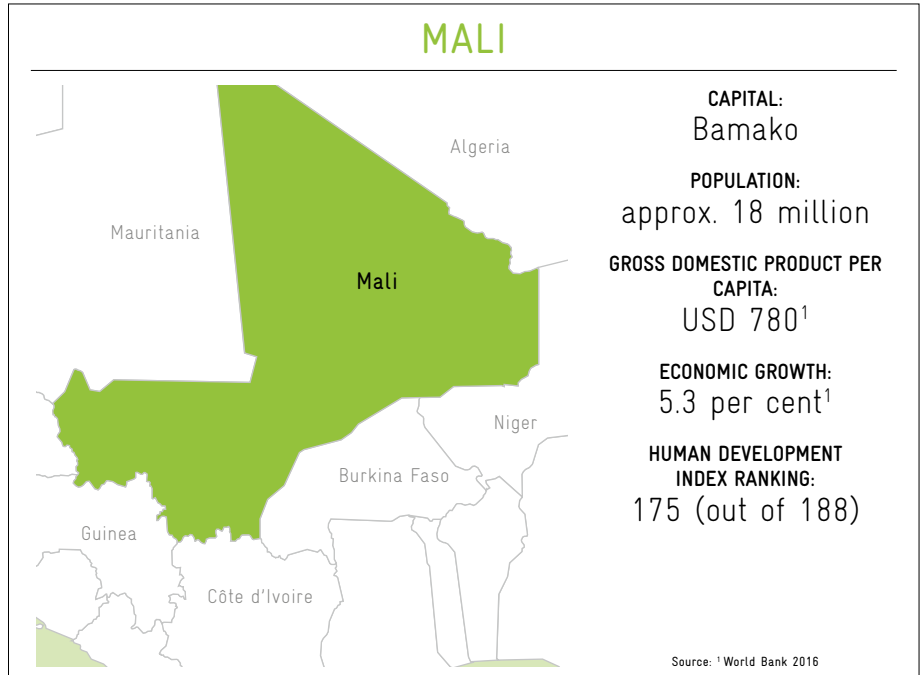 MALI
Algeria
Mauritania
Mali
Niger
Burkina Faso
Guinea
Côte d'Ivoire
CAPITAL:
Bamako
POPULATION:
approx. 18 million
GROSS DOMESTIC PRODUCT PER
CAPITA:
USD 780¹
ECONOMIC GROWTH:
5.3 per cent¹
HUMAN DEVELOPMENT
INDEX RANKING:
175 (out of 188)
Source: ¹ World Bank 2016